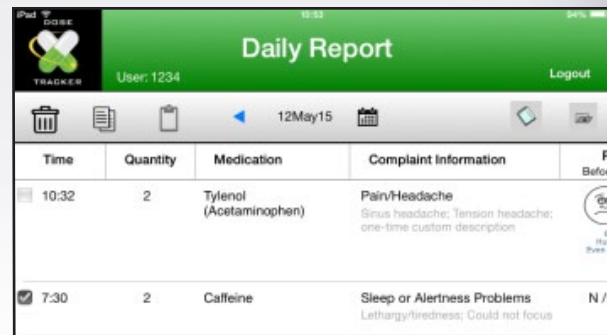 iPad 13:53 94%
DOSE
TRACKER
Daily Report
User: 1234
Logout
12May15
Time Quantity Medication Complaint Information
10:32 2 Tylenol Pain/Headache
(Acetaminophen) Sinus headache; Tension headache;
one-time custom description
7:30 2 Caffeine Sleep or Alertness Problems N /
Lethargy/tiredness; Could not focus